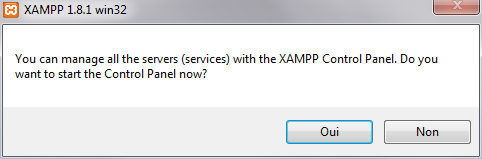 XAMPP 1.8.1 win32
You can manage all the servers (services) with the XAMPP Control Panel. Do you
want to start the Control Panel now?
Oui
Non